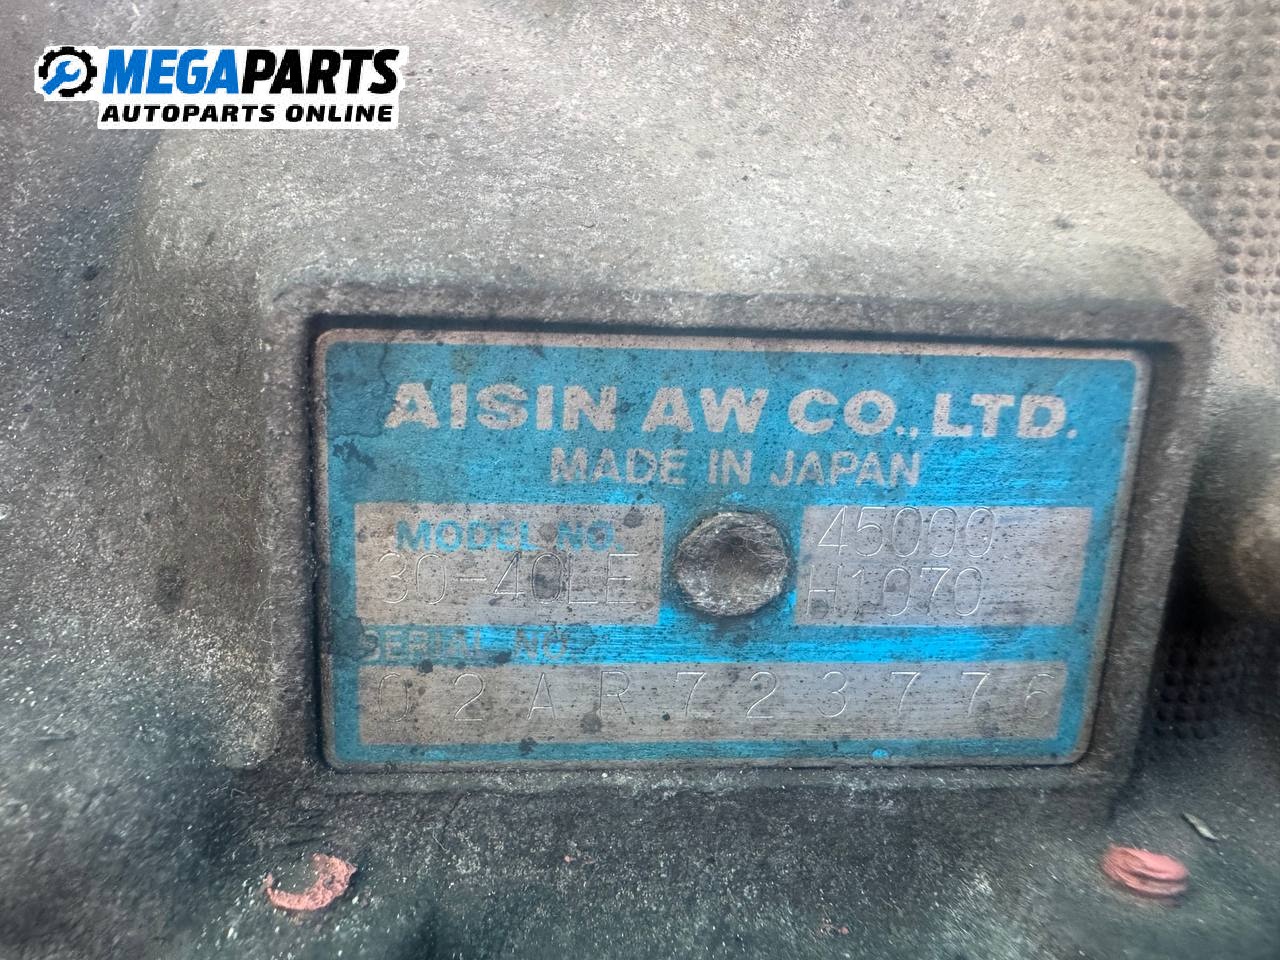 MEGAPARTS
AUTOPARTS ONLINE
AISIN AW CO., LTD.
MADE IN JAPAN
MODEL NO.
30-40LE
45000
H1070
SERIAL NO.
02AR723776